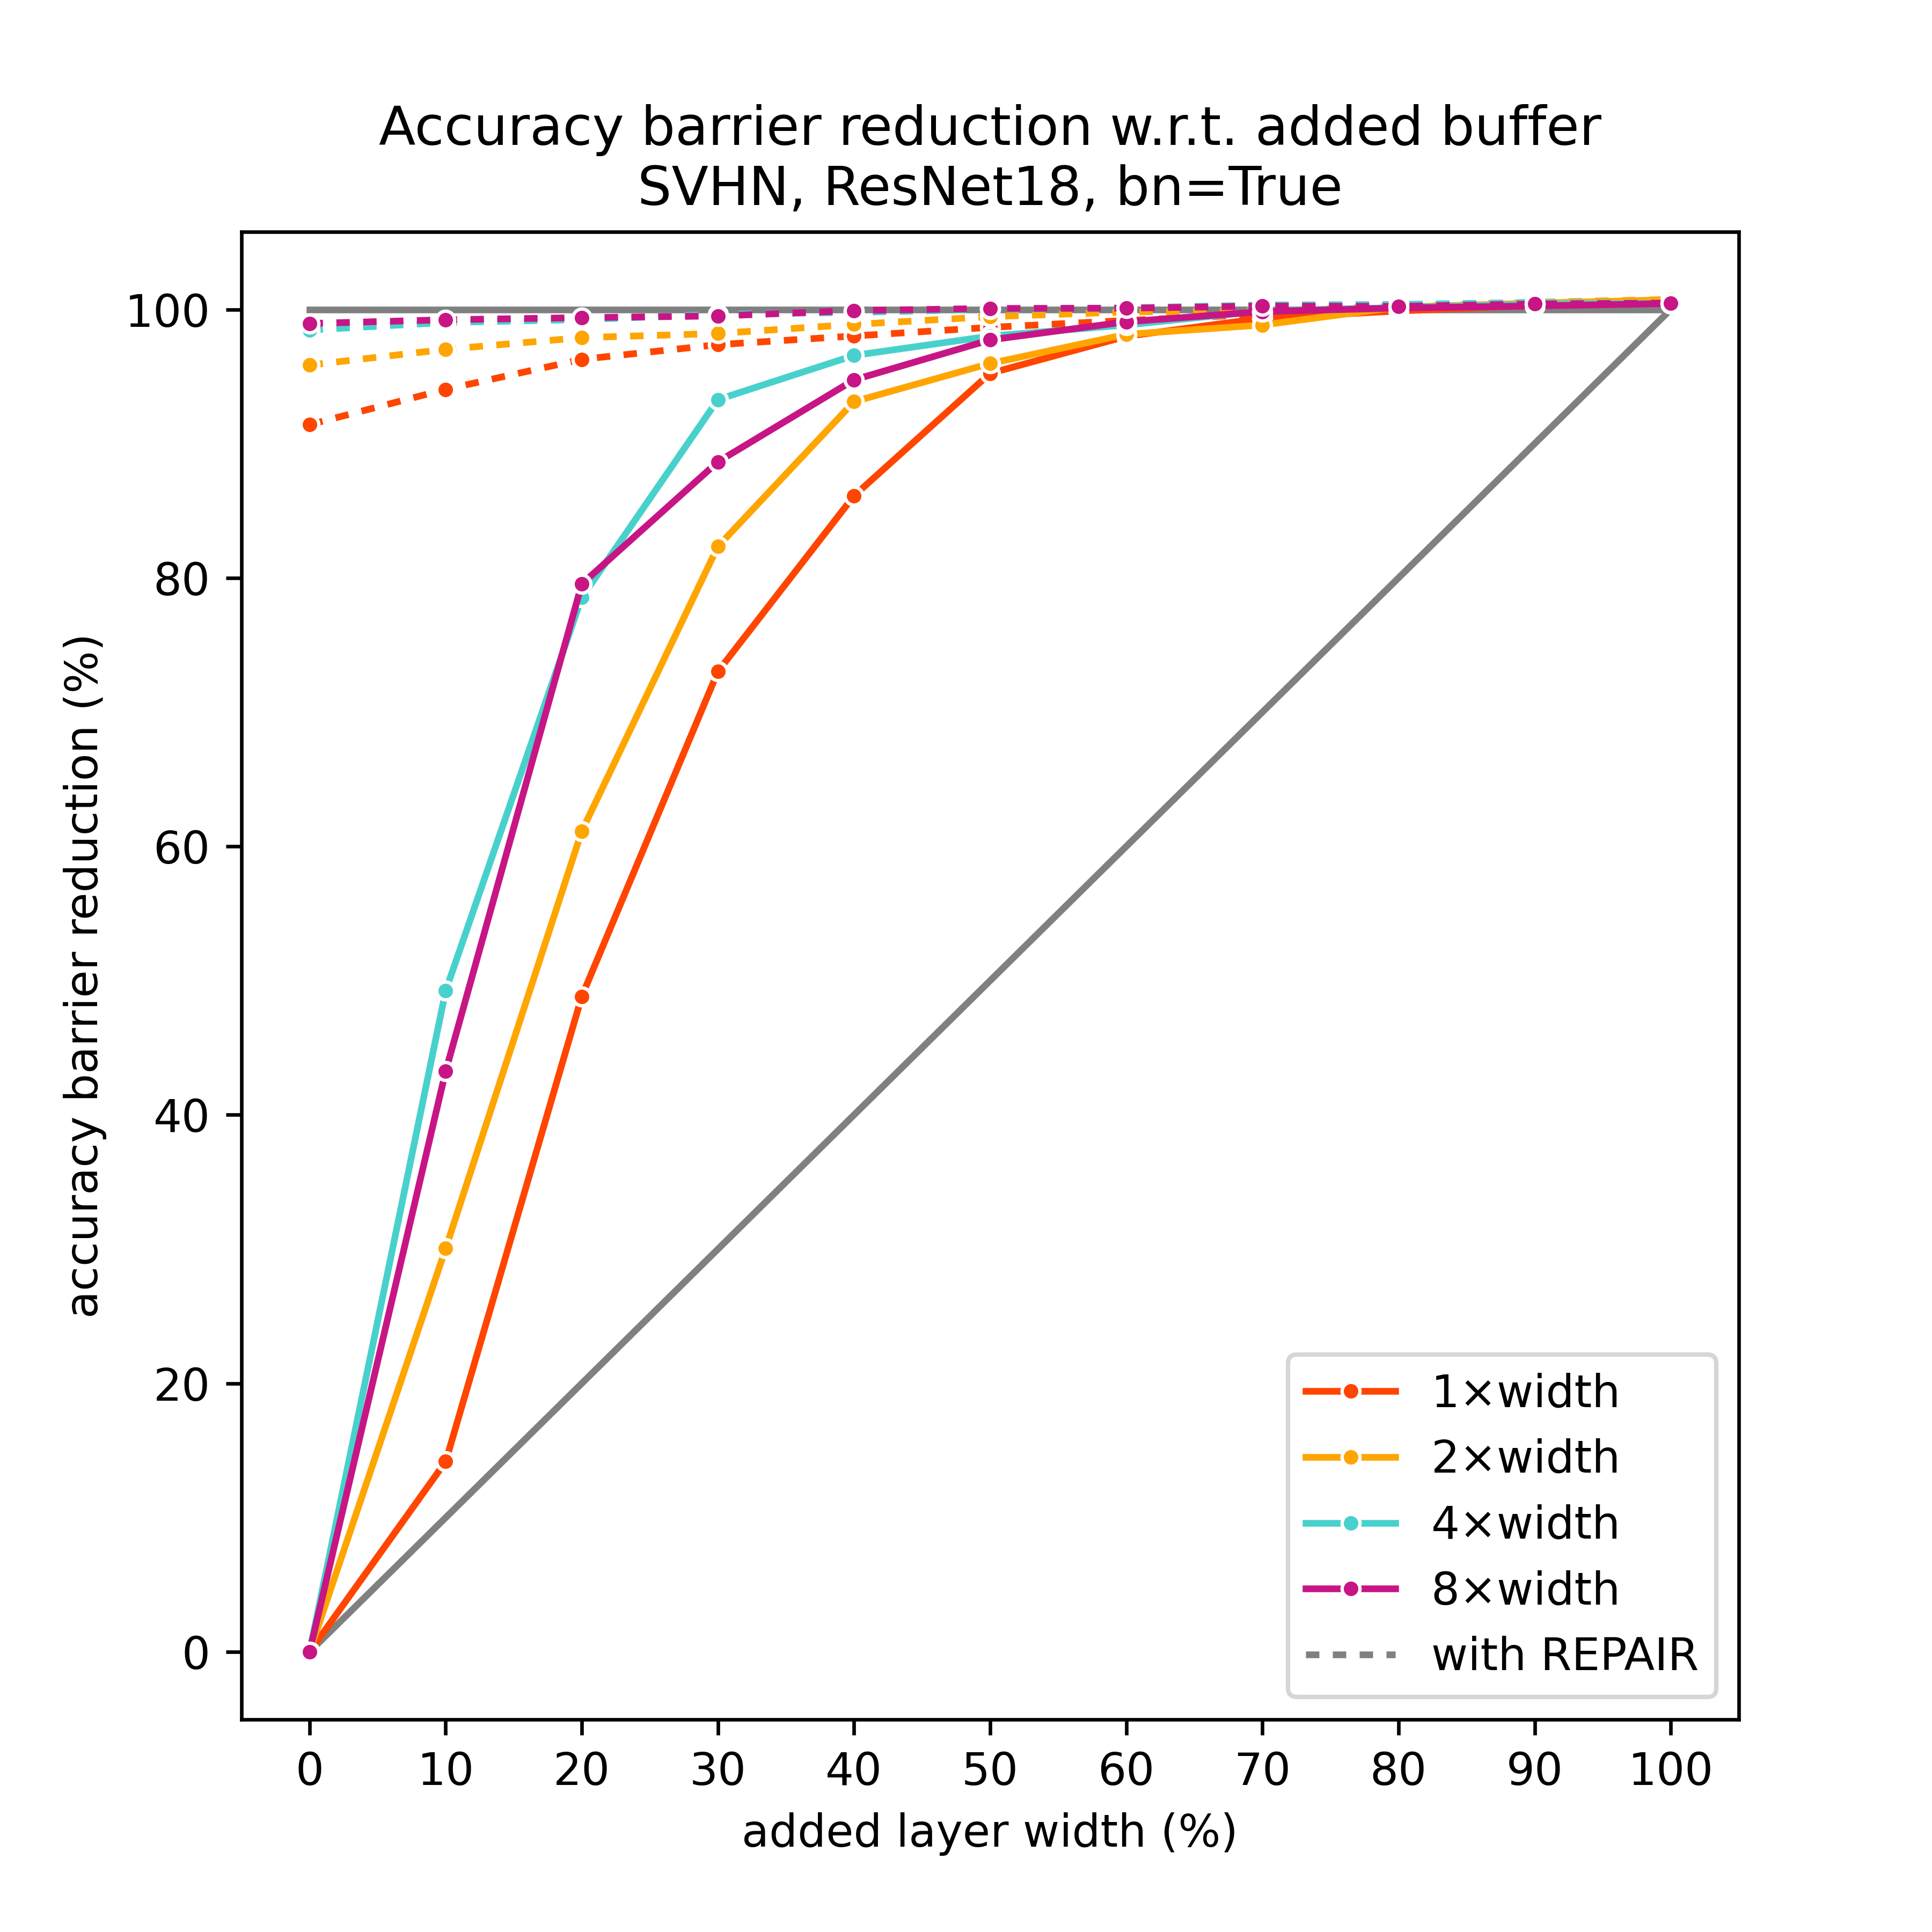 Accuracy barrier reduction w.r.t. added buffer
SVHN, ResNet18, bn=True
accuracy barrier reduction (%)
100
80
60
40
20
0
0 10 20 30 40 50 60 70 80 90 100
added layer width (%)
1×width
2×width
4×width
8×width
with REPAIR